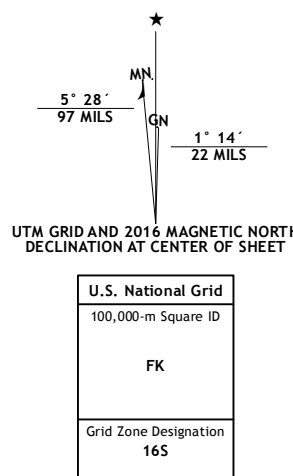 ★
MN.
5° 28´
97 MILS
GN
1° 14´
22 MILS
UTM GRID AND 2016 MAGNETIC NORTH
DECLINATION AT CENTER OF SHEET
U.S. National Grid
100,000-m Square ID
FK
Grid Zone Designation
16S